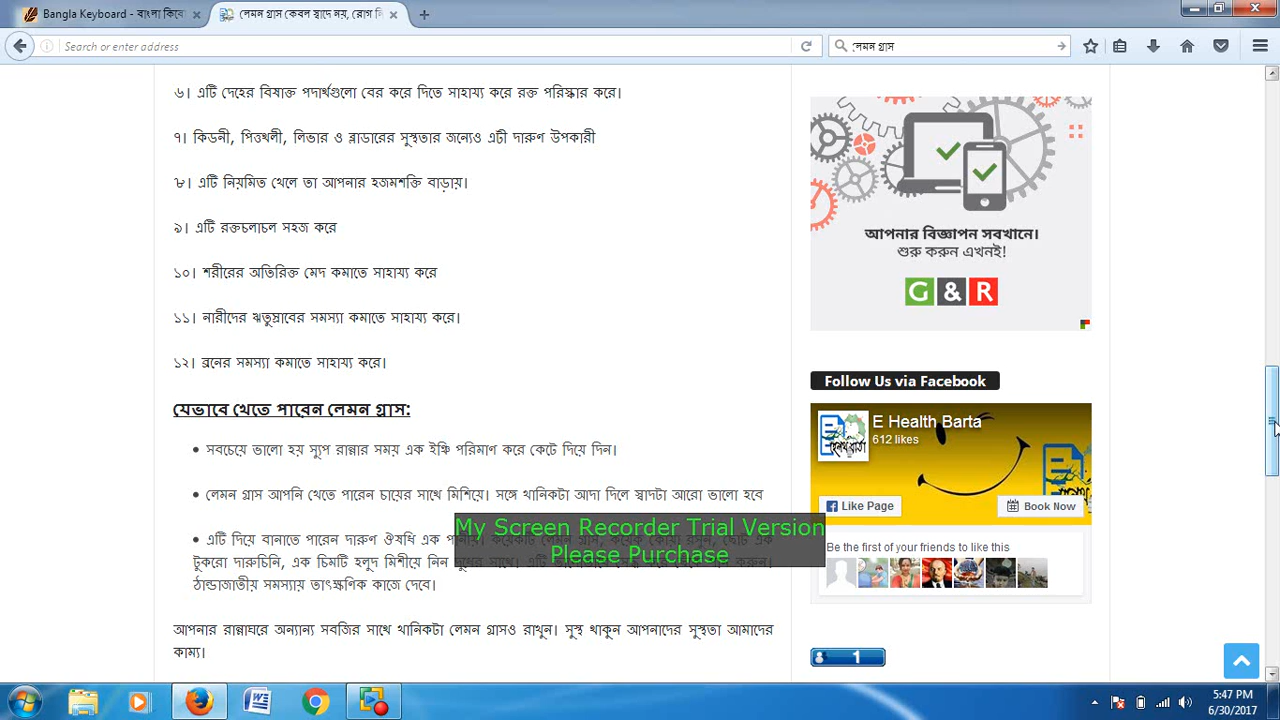 Bangla Keyboard - বাংলা কিবো
লেমন গ্রাস কেবল স্বাদে নয়, রোগ নি
Search or enter address
লেমন গ্রাস
৬। এটি দেহের বিষাক্ত পদার্থগুলো বের করে দিতে সাহায্য করে রক্ত পরিস্কার করে।
৭। কিডনী, পিত্তথলী, লিভার ও ব্লাডারের সুস্থতার জন্যেও এটী দারুণ উপকারী
৮। এটি নিয়মিত খেলে তা আপনার হজমশক্তি বাড়ায়।
৯। এটি রক্তচলাচল সহজ করে
১০। শরীরের অতিরিক্ত মেদ কমাতে সাহায্য করে
১১। নারীদের ঋতুস্রাবের সমস্যা কমাতে সাহায্য করে।
১২। ব্রনের সমস্যা কমাতে সাহায্য করে।
যেভাবে খেতে পারেন লেমন গ্রাস:
সবচেয়ে ভালো হয় স্যুপ রান্নার সময় এক ইঞ্চি পরিমাণ করে কেটে দিয়ে দিন।
লেমন গ্রাস আপনি খেতে পারেন চায়ের সাথে মিশিয়ে। সঙ্গে খানিকটা আদা দিলে স্বাদটা আরো ভালো হবে
এটি দিয়ে বানাতে পারেন দারুণ ঔষধি এক
টুকরো দারুচিনি, এক চিমটি হলুদ মিশীয়ে নিন করুন।
ঠান্ডাজাতীয় সমস্যায় তাৎক্ষণিক কাজে দেবে।
আপনার রান্নাঘরে অন্যান্য সবজির সাথে খানিকটা লেমন গ্রাসও রাখুন। সুস্থ থাকুন আপনাদের সুস্থতা আমাদের
কাম্য।
My Screen Recorder Trial Version
Please Purchase
আপনার বিজ্ঞাপন সবখানে।
শুরু করুন এখনই!
G & R
Follow Us via Facebook
E Health Barta
612 likes
Like Page
Book Now
Be the first of your friends to like this
1
5:47 PM
6/30/2017